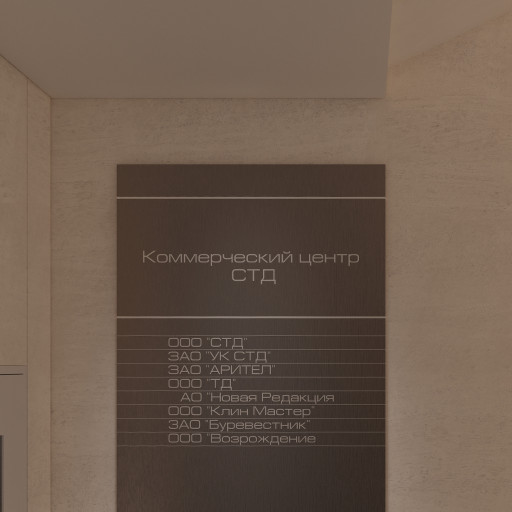 Коммерческий центр
СТД
ООО "СТД"
ЗАО "УК СТД"
ЗАО "АРИТЕЛ"
ООО "ТД"
АО "Новая Редакция
ООО "Клин Мастер"
ЗАО "Буревестник"
ООО "Возрождение